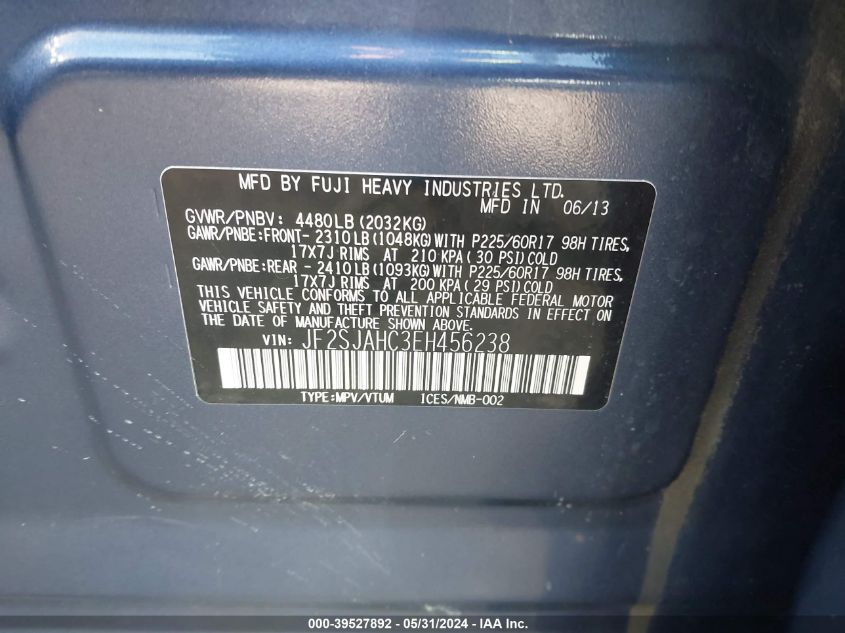 MFD BY FUJI HEAVY INDUSTRIES LTD.
MFD IN 06/13
GVWR/PNBV: 4480LB (2032KG)
GAWR/PNBE:FRONT- 2310LB (1048KG) WITH P225/60R17 98H TIRES,
17X7J RIMS AT 210 KPA (30 PSI) COLD
GAWR/PNBE:REAR - 2410LB (1093KG) WITH P225/60R17 98H TIRES,
17X7J RIMS AT 200 KPA (29 PSI) COLD
THIS VEHICLE CONFORMS TO ALL APPLICABLE FEDERAL MOTOR
VEHICLE SAFETY AND THEFT PREVENTION STANDARDS IN EFFECT ON
THE DATE OF MANUFACTURE SHOWN ABOVE.
VIN: JF2SJAHC3EH456238
TYPE:MPV/VTUM ICES/NMB-002
000-39527892 - 05/31/2024 - IAA Inc.